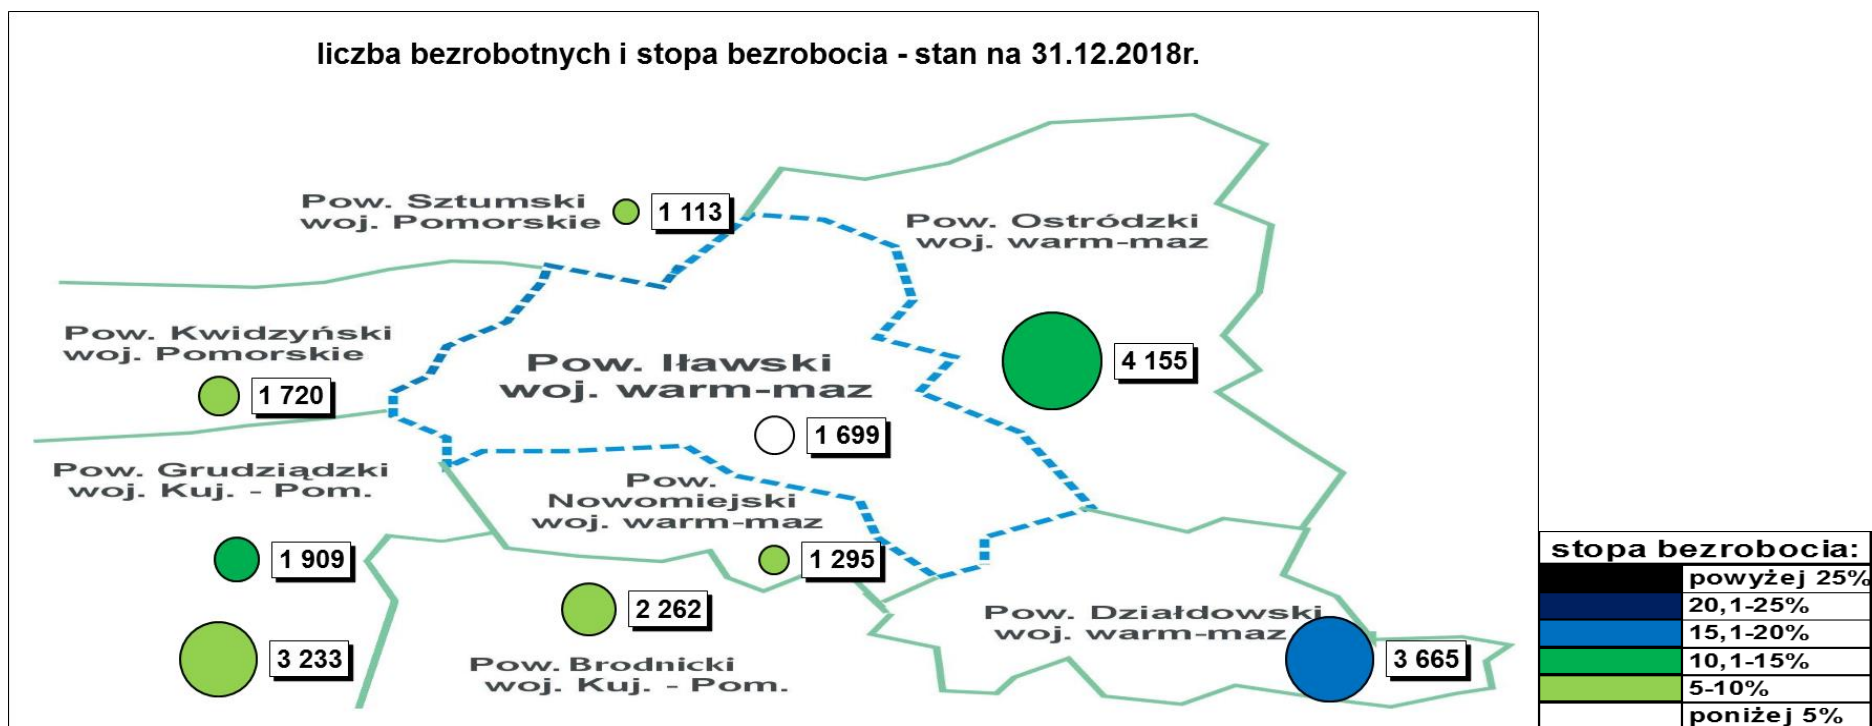 liczba bezrobotnych i stopa bezrobocia - stan na 31.12.2018r.
Pow. Sztumski
woj. Pomorskie
1 113
Pow. Ostródzki
woj. warm-maz
Pow. Kwidzyński
woj. Pomorskie
1 720
Pow. Iławski
woj. warm-maz
4 155
1 699
Pow. Grudziądzki
woj. Kuj. - Pom.
Pow.
Nowomiejski
woj. warm-maz
1 909
1 295
2 262
Pow. Działdowski
woj. warm-maz
3 233
Pow. Brodnicki
woj. Kuj. - Pom.
3 665
stopa bezrobocia:
powyżej 25%
20,1-25%
15,1-20%
10,1-15%
5-10%
poniżej 5%